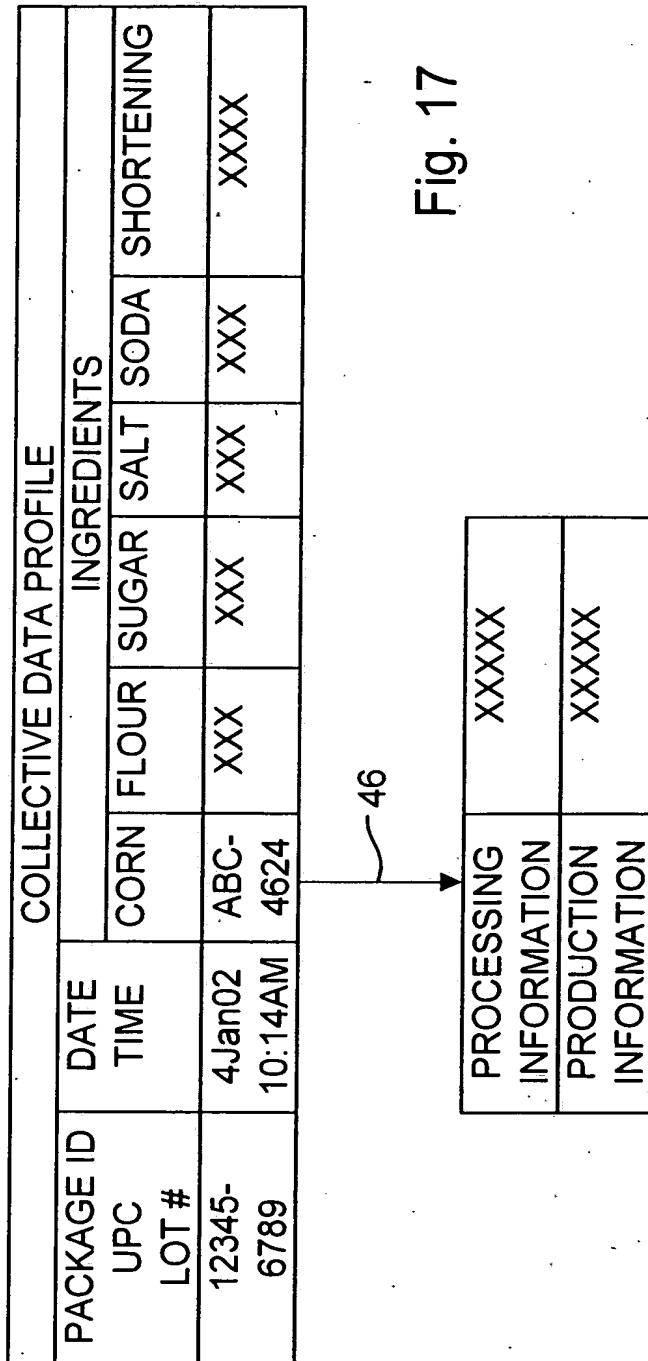 COLLECTIVE DATA PROFILE
PACKAGE ID
UPC
LOT #
DATE
TIME
INGREDIENTS
CORN FLOUR SUGAR SALT SODA SHORTENING
12345-
6789
4Jan02
10:14AM
ABC-
4624
XXX XXX XXX XXX XXXX
46
PROCESSING
INFORMATION
XXXXX
PRODUCTION
INFORMATION
XXXXX
Fig. 17